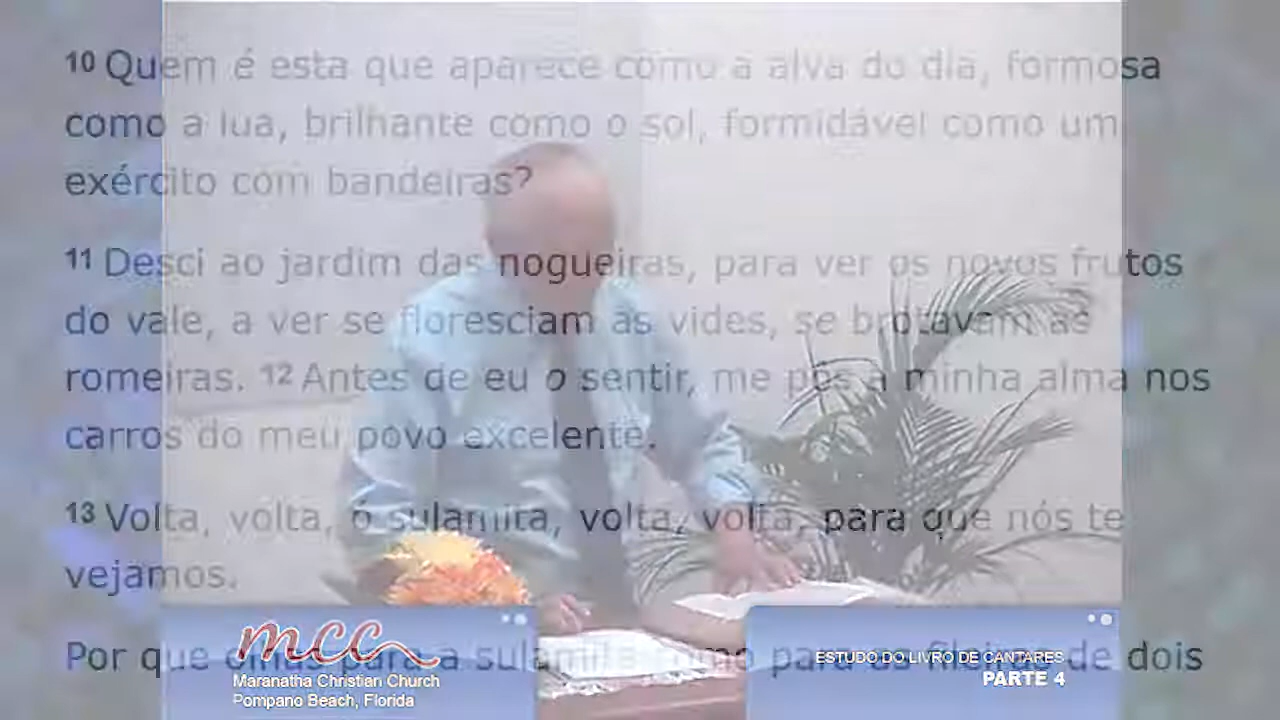 10 Quem é esta que aparece como a alva do dia, formosa
como a lua, brilhante como o sol, formidável como um
exército com bandeiras?
11 Desci ao jardim das nogueiras, para ver os novos frutos
do vale, a ver se floresciam as vides, se brotavam as
romeiras. 12 Antes de eu o sentir, me pôs a minha alma nos
carros do meu povo excelente.
13 Volta, volta, ó sulamita, volta, volta, para que nós te
vejamos.
Por que olhas para a sulamita como para as fileiras de dois
mcc
Maranatha Christian Church
Pompano Beach, Florida
ESTUDO DO LIVRO DE CANTARES
PARTE 4